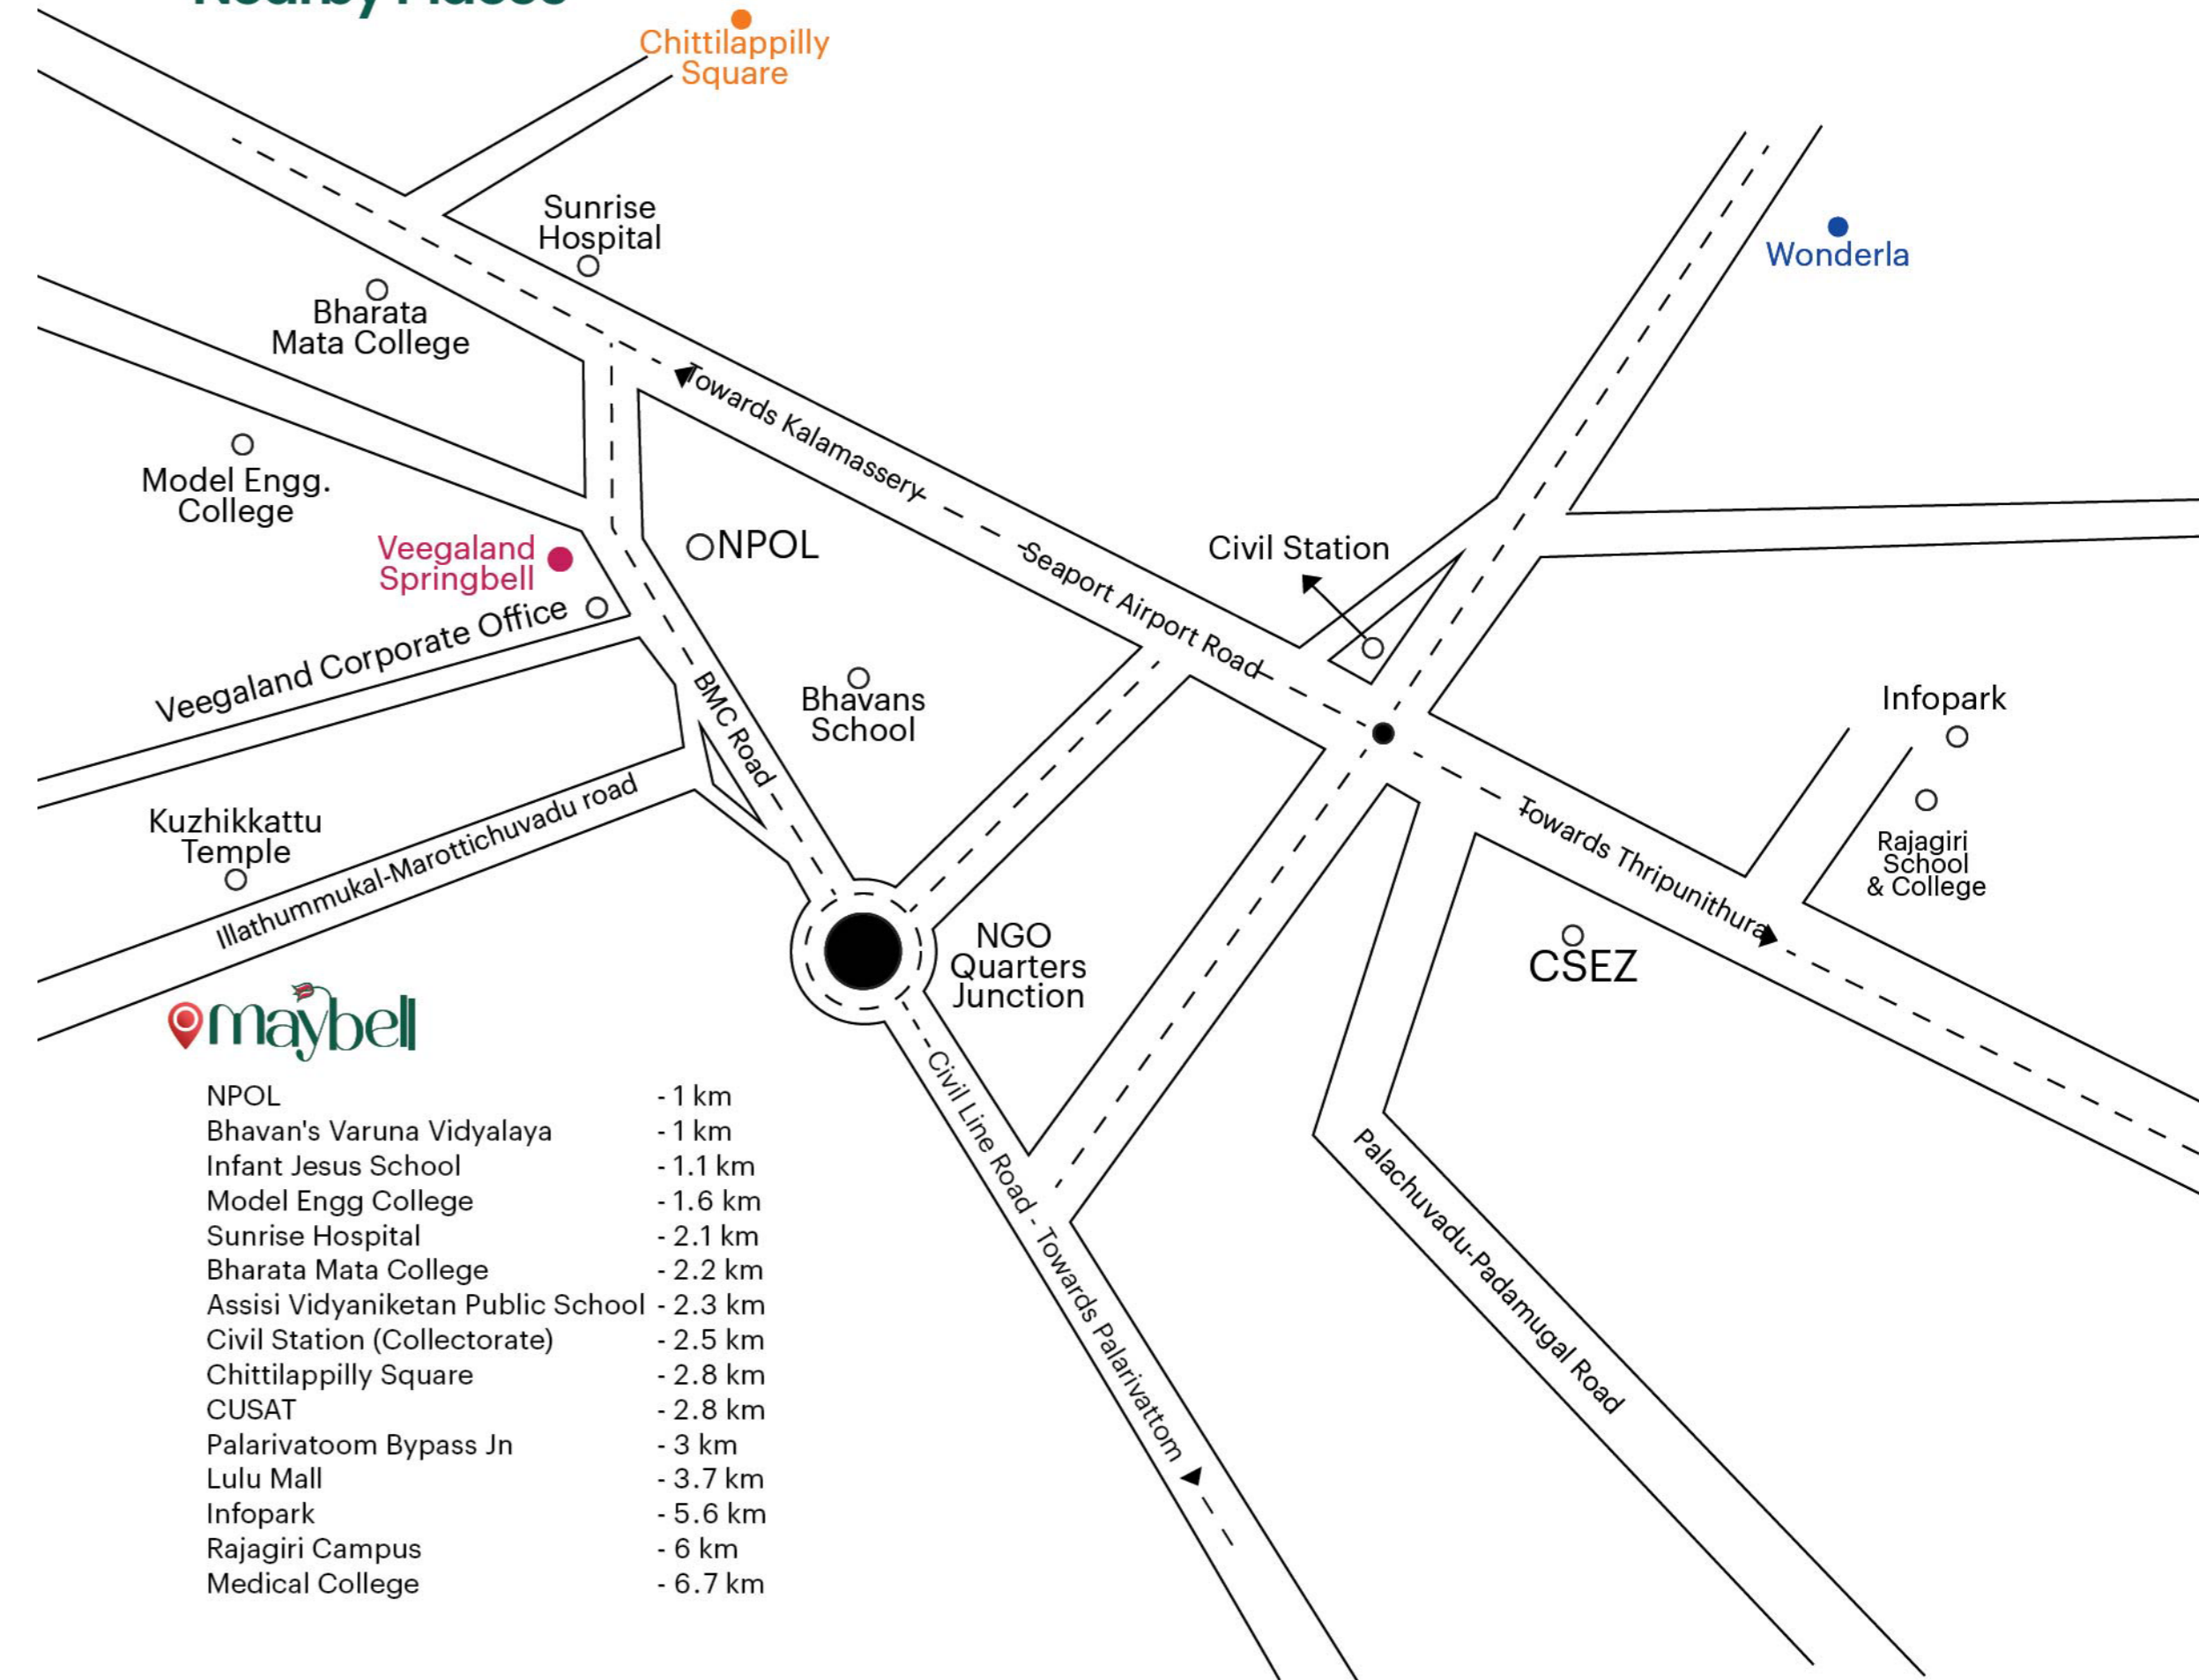 Nearby Places
Chittilappilly
Square
Sunrise
Hospital
Wonderla
Bharata
Mata College
Towards Kalamassery
Model Engg.
College
Veegaland
Springbell
NPOL
Civil Station
Seaport Airport Road
Veegaland Corporate Office
BMC Road
Bhavans
School
Infopark
Kuzhikkattu
Temple
Illathummukal-Marottichuvadu road
Towards Thripunithura
Rajagiri
School
& College
NGO
Quarters
Junction
CSEZ
maybell
Civil Line Road - Towards Palarivattom
Palachuvadu-Padamugal Road
NPOL - 1 km
Bhavan's Varuna Vidyalaya - 1 km
Infant Jesus School - 1.1 km
Model Engg College - 1.6 km
Sunrise Hospital - 2.1 km
Bharata Mata College - 2.2 km
Assisi Vidyaniketan Public School - 2.3 km
Civil Station (Collectorate) - 2.5 km
Chittilappilly Square - 2.8 km
CUSAT - 2.8 km
Palarivatoom Bypass Jn - 3 km
Lulu Mall - 3.7 km
Infopark - 5.6 km
Rajagiri Campus - 6 km
Medical College - 6.7 km